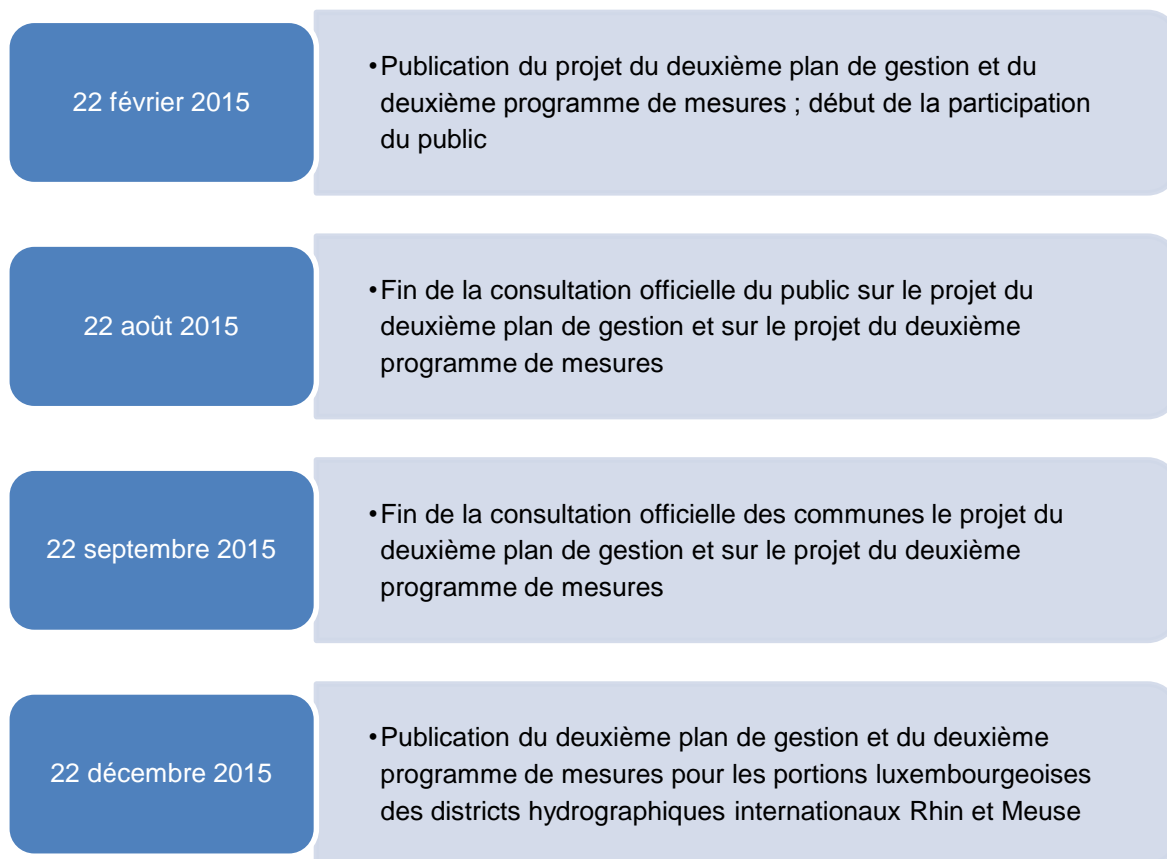 22 février 2015
•Publication du projet du deuxième plan de gestion et du
deuxième programme de mesures ; début de la participation
du public
22 août 2015
•Fin de la consultation officielle du public sur le projet du
deuxième plan de gestion et sur le projet du deuxième
programme de mesures
22 septembre 2015
•Fin de la consultation officielle des communes le projet du
deuxième plan de gestion et sur le projet du deuxième
programme de mesures
22 décembre 2015
•Publication du deuxième plan de gestion et du deuxième
programme de mesures pour les portions luxembourgeoises
des districts hydrographiques internationaux Rhin et Meuse